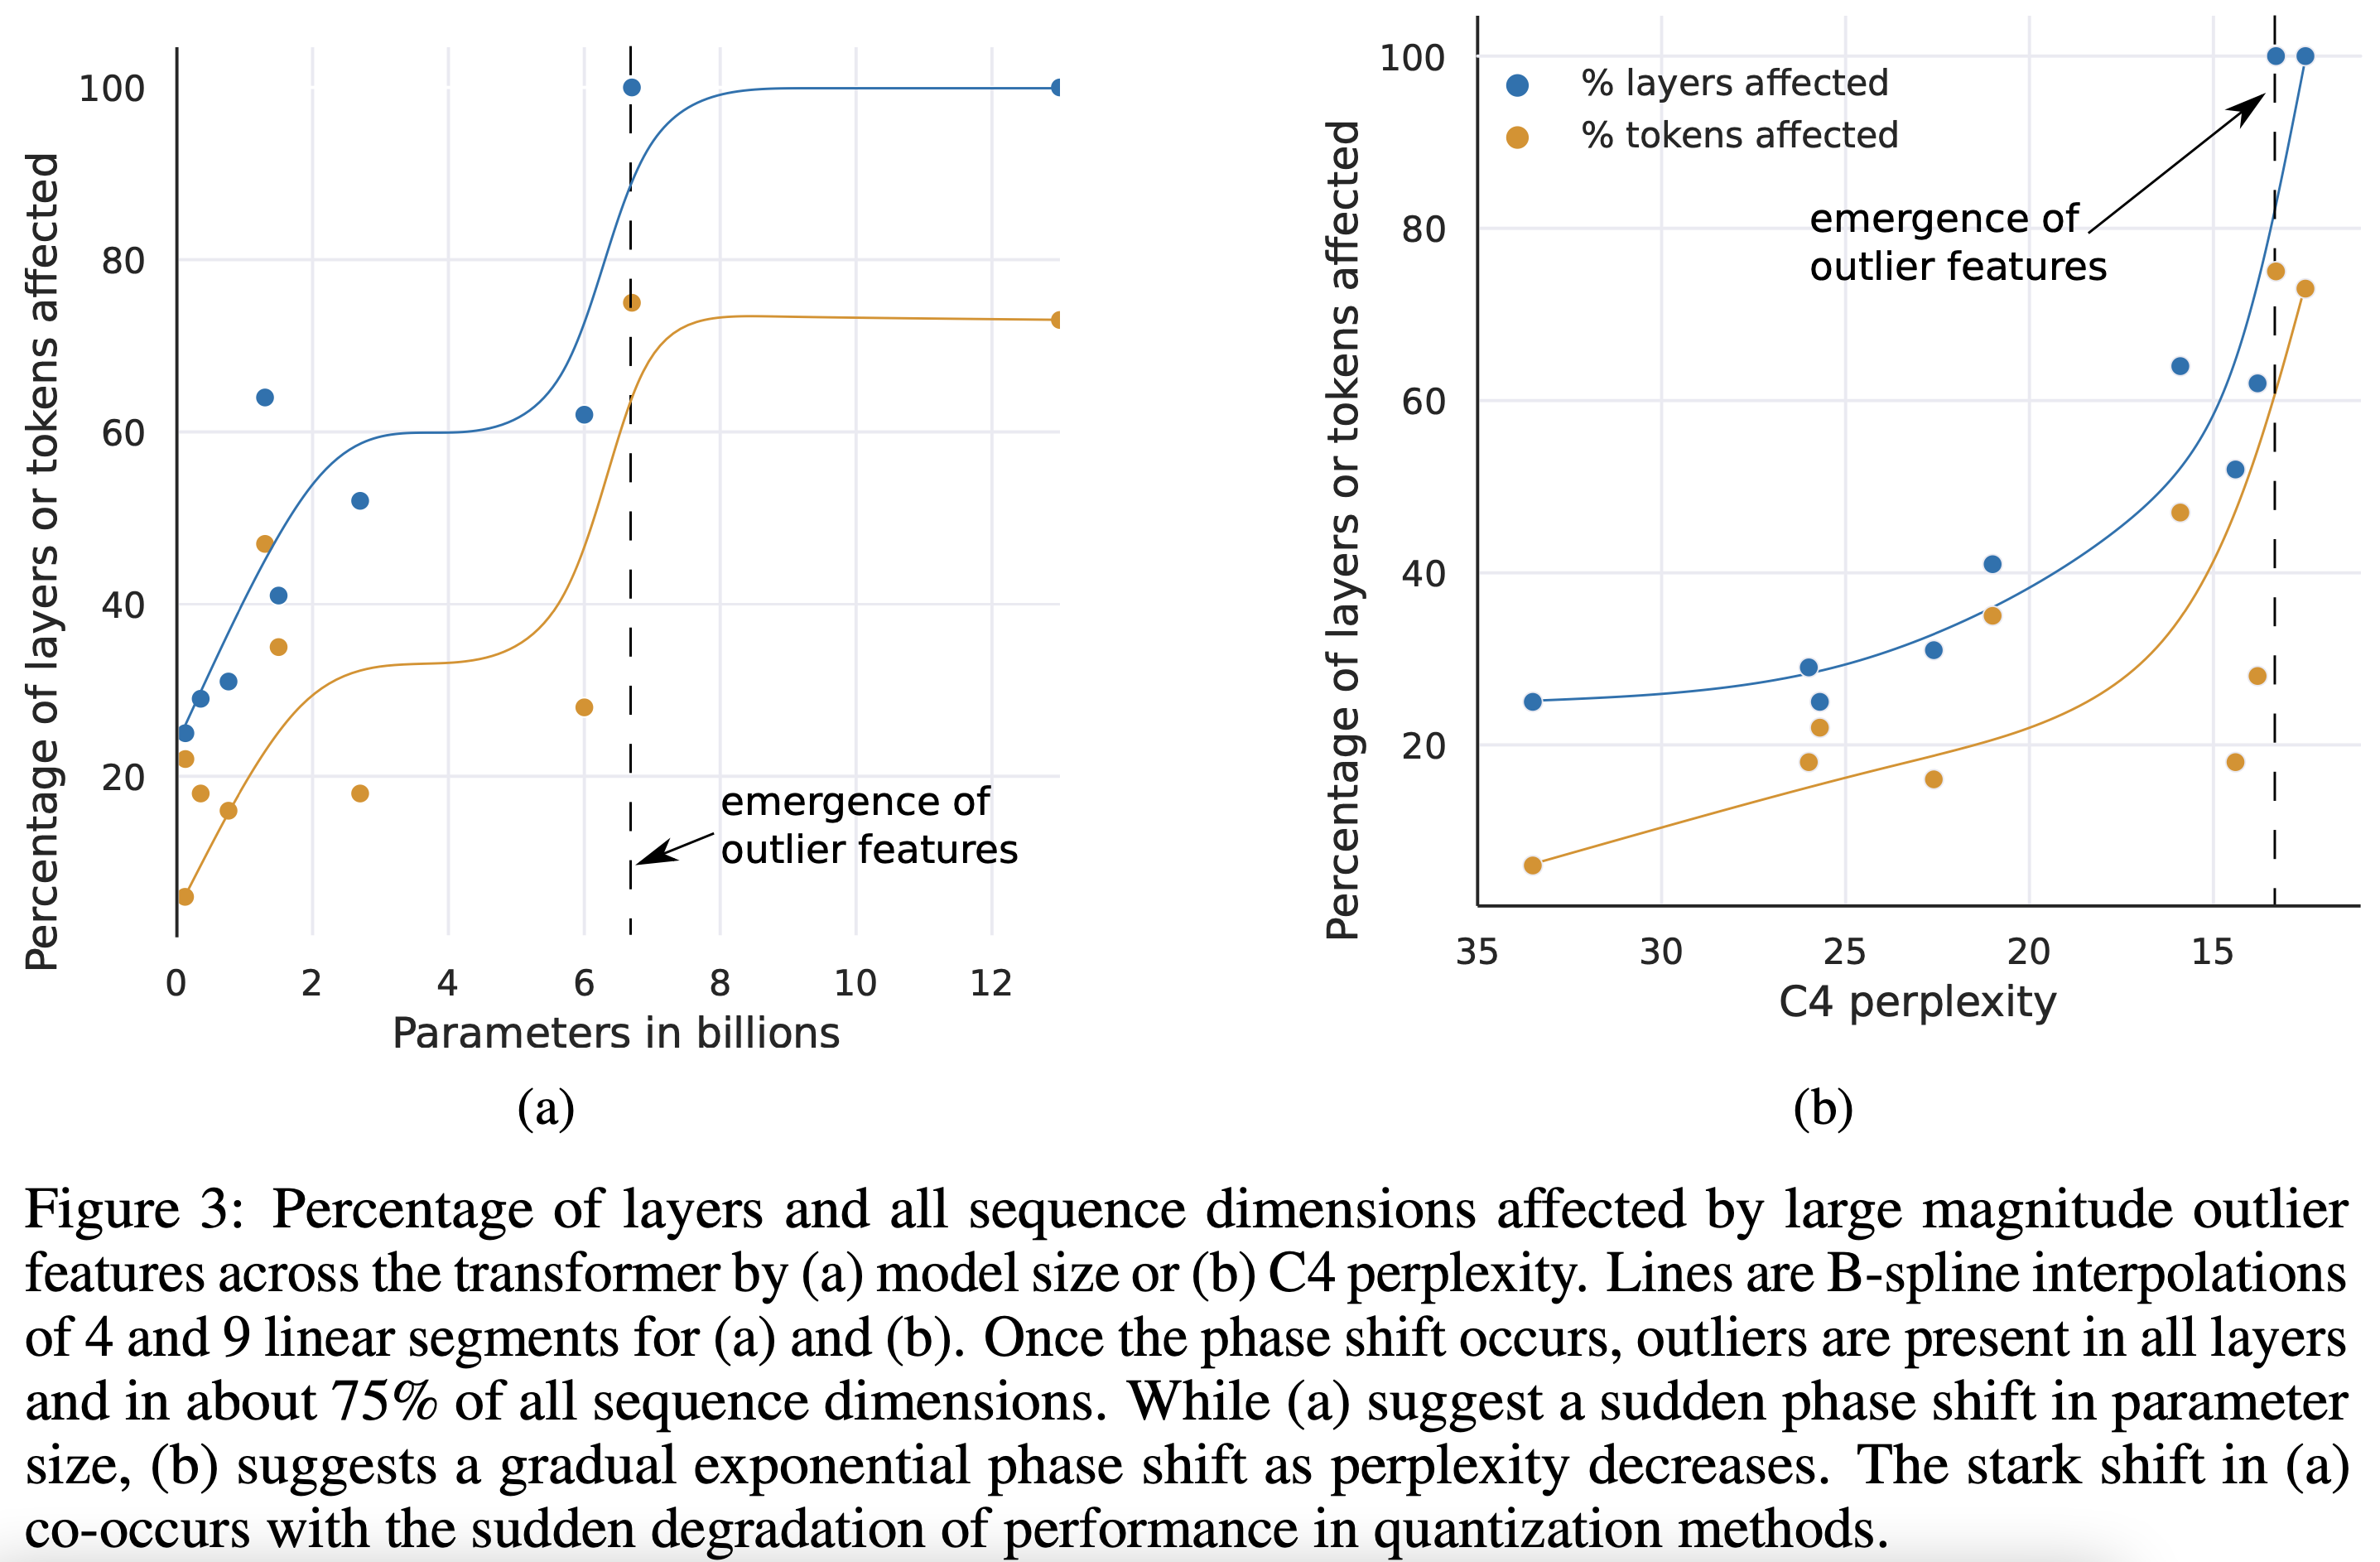 Percentage of layers or tokens affected
100
80
60
40
20
emergence of
outlier features
0 2 4 6 8 10 12
Parameters in billions
(a)
Percentage of layers or tokens affected
100
80
60
40
20
% layers affected
% tokens affected
emergence of
outlier features
35 30 25 20 15
C4 perplexity
(b)
Figure 3: Percentage of layers and all sequence dimensions affected by large magnitude outlier
features across the transformer by (a) model size or (b) C4 perplexity. Lines are B-spline interpolations
of 4 and 9 linear segments for (a) and (b). Once the phase shift occurs, outliers are present in all layers
and in about 75% of all sequence dimensions. While (a) suggest a sudden phase shift in parameter
size, (b) suggests a gradual exponential phase shift as perplexity decreases. The stark shift in (a)
co-occurs with the sudden degradation of performance in quantization methods.